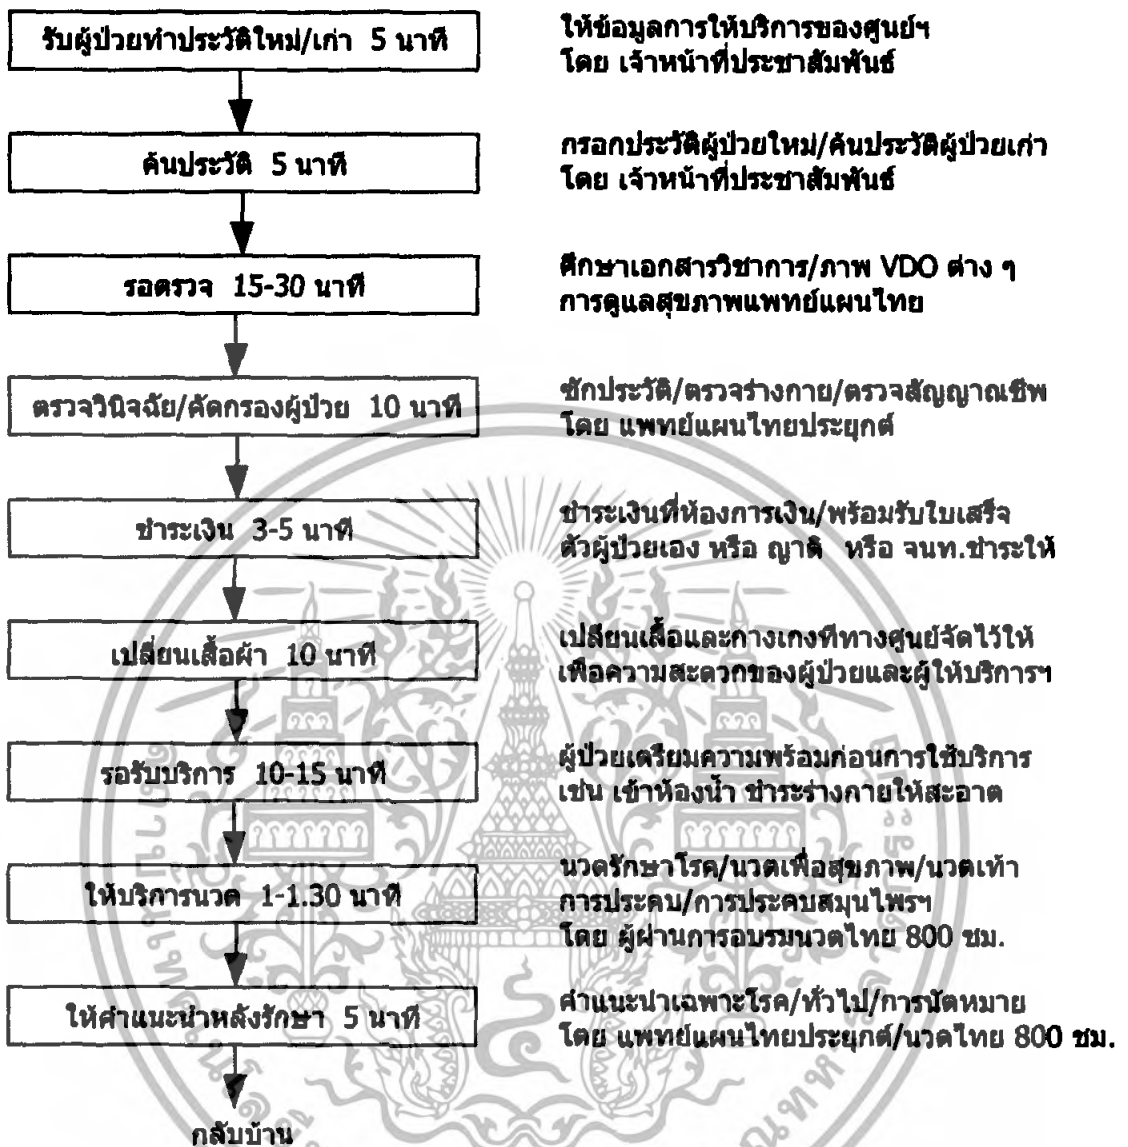 รับผู้ป่วยทำประวัติใหม่/เก่า 5 นาที
ให้ข้อมูลการให้บริการของศูนย์ฯ
โดย เจ้าหน้าที่ประชาสัมพันธ์
ค้นประวัติ 5 นาที
กรอกประวัติผู้ป่วยใหม่/ค้นประวัติผู้ป่วยเก่า
โดย เจ้าหน้าที่ประชาสัมพันธ์
รอตรวจ 15-30 นาที
ศึกษาเอกสารวิชาการ/ภาพ VDO ต่าง ๆ
การดูแลสุขภาพแพทย์แผนไทย
ตรวจวินิจฉัย/คัดกรองผู้ป่วย 10 นาที
ซักประวัติ/ตรวจร่างกาย/ตรวจสัญญาณชีพ
โดย แพทย์แผนไทยประยุกต์
ชำระเงิน 3-5 นาที
ชำระเงินที่ห้องการเงิน/พร้อมรับใบเสร็จ
ตัวผู้ป่วยเอง หรือ ญาติ หรือ จนท.ชำระให้
เปลี่ยนเสื้อผ้า 10 นาที
เปลี่ยนเสื้อและกางเกงที่ทางศูนย์จัดไว้ให้
เพื่อความสะดวกของผู้ป่วยและผู้ให้บริการฯ
รอรับบริการ 10-15 นาที
ผู้ป่วยเตรียมความพร้อมก่อนการใช้บริการ
เช่น เข้าห้องน้ำ ชำระร่างกายให้สะอาด
ให้บริการนวด 1-1.30 นาที
นวดรักษาโรค/นวดเพื่อสุขภาพ/นวดเท้า
การประคบ/การประคบสมุนไพรฯ
โดย ผู้ผ่านการอบรมนวดไทย 800 ชม.
ให้คำแนะนำหลังรักษา 5 นาที
คำแนะนำเฉพาะโรค/ทั่วไป/การนัดหมาย
โดย แพทย์แผนไทยประยุกต์/นวดไทย 800 ชม.
กลับบ้าน